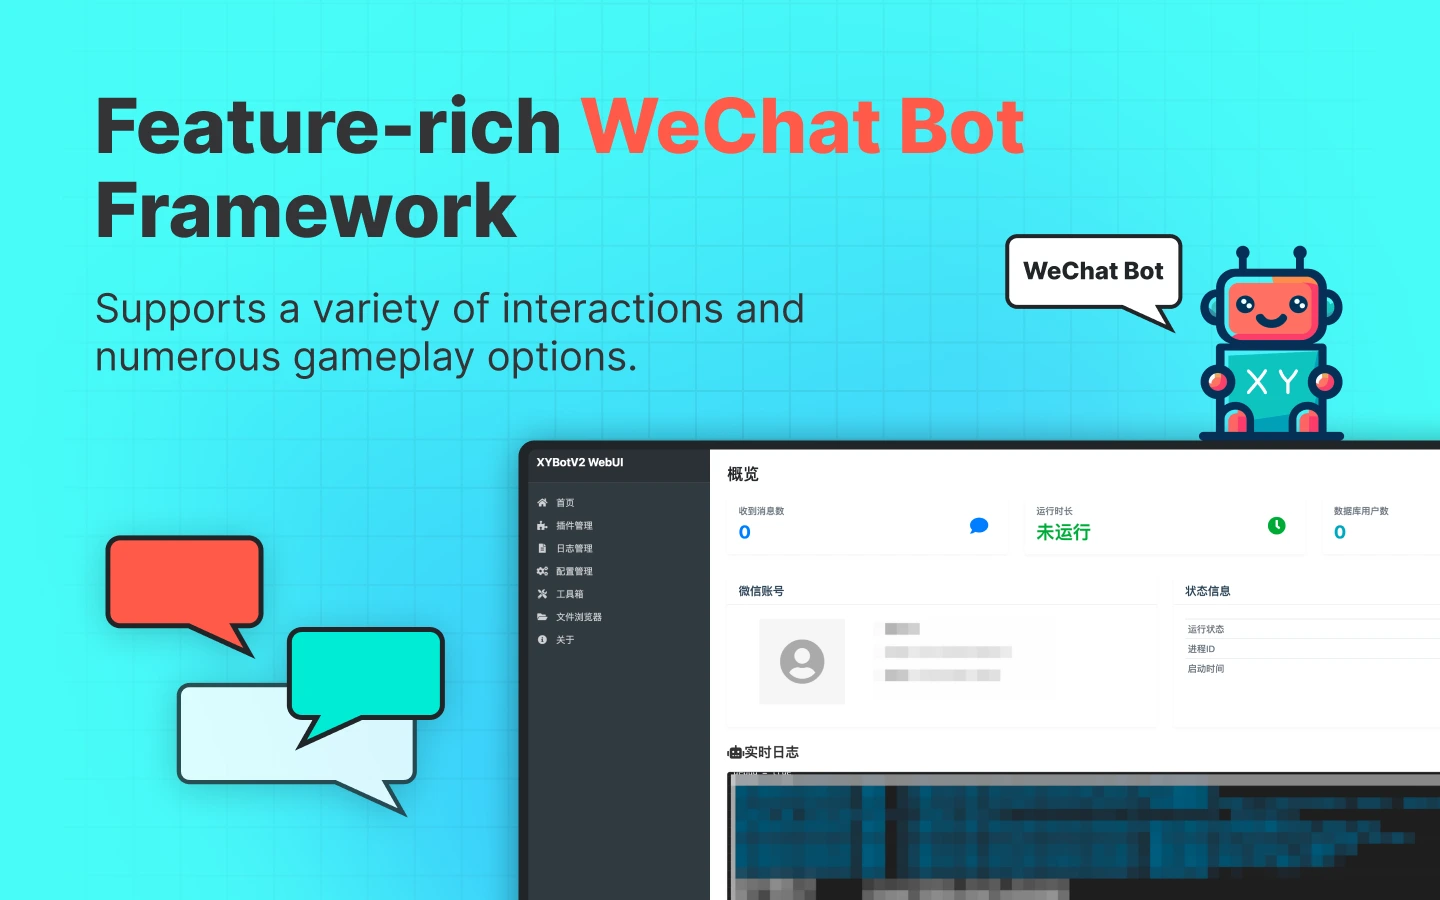 Feature-rich WeChat Bot
Framework
Supports a variety of interactions and
numerous gameplay options.
WeChat Bot
X Y
XYBotV2 WebUI
首页
插件管理
日志管理
配置管理
工具箱
文件浏览器
关于
概览
收到消息数
0
运行时长
未运行
数据库用户数
0
微信账号
状态信息
运行状态
进程ID
启动时间
实时日志